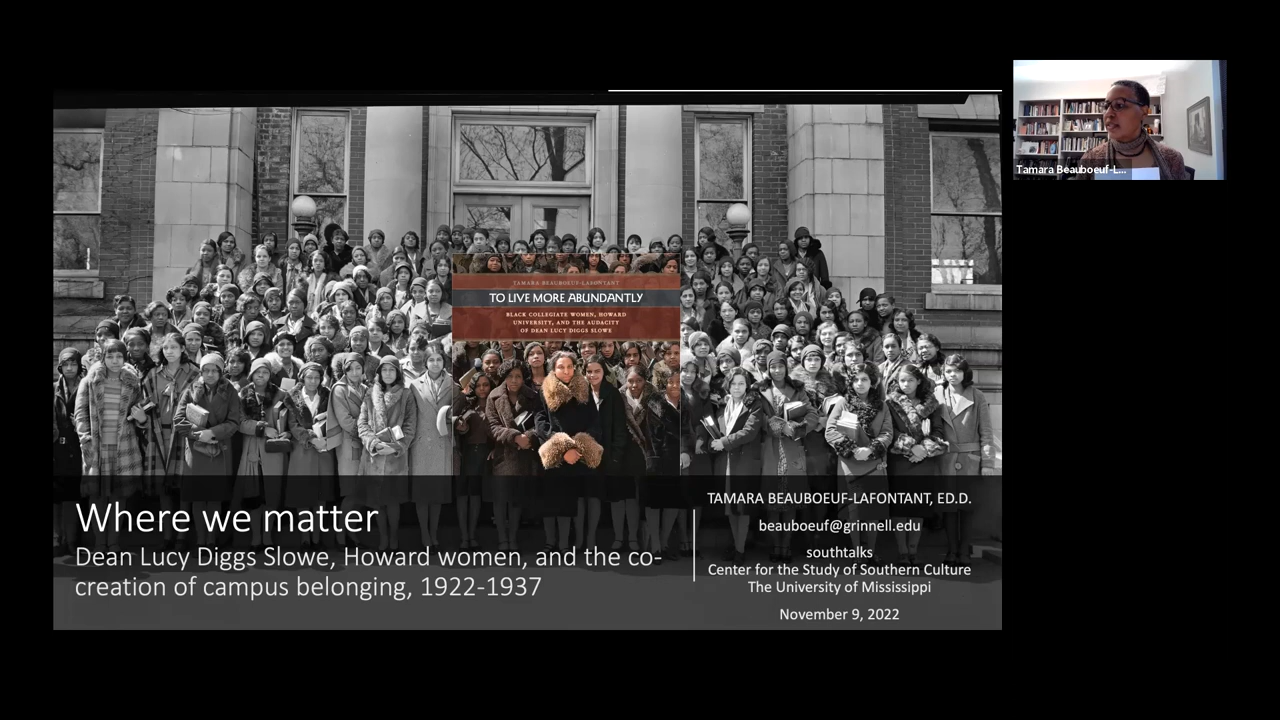 TAMARA BEAUBOEUF-LAFONTANT
TO LIVE MORE ABUNDANTLY
BLACK COLLEGIATE WOMEN, HOWARD
UNIVERSITY, AND THE AUDACITY
OF DEAN LUCY DIGGS SLOWE
Where we matter
Dean Lucy Diggs Slowe, Howard women, and the co-
creation of campus belonging, 1922-1937
TAMARA BEAUBOEUF-LAFONTANT, ED.D.
beauboeuf@grinnell.edu
southtalks
Center for the Study of Southern Culture
The University of Mississippi
November 9, 2022
Tamara Beauboeuf-L...